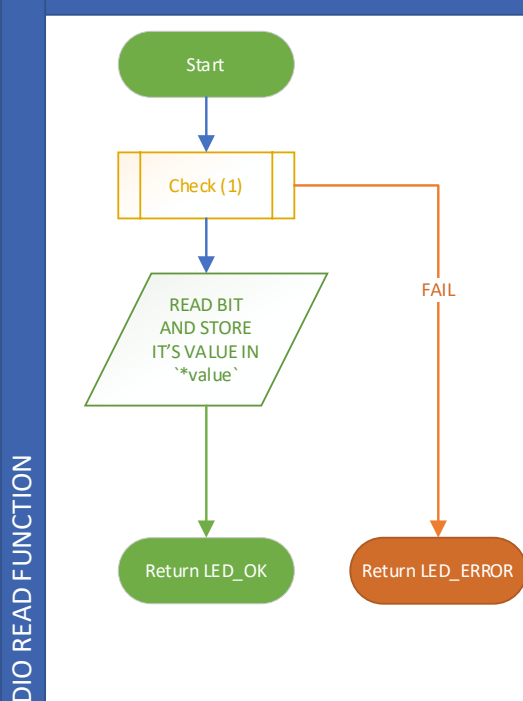 Start
Check (1)
READ BIT
AND STORE
IT'S VALUE IN
`*value`
FAIL
Return LED_OK
Return LED_ERROR
DIO READ FUNCTION